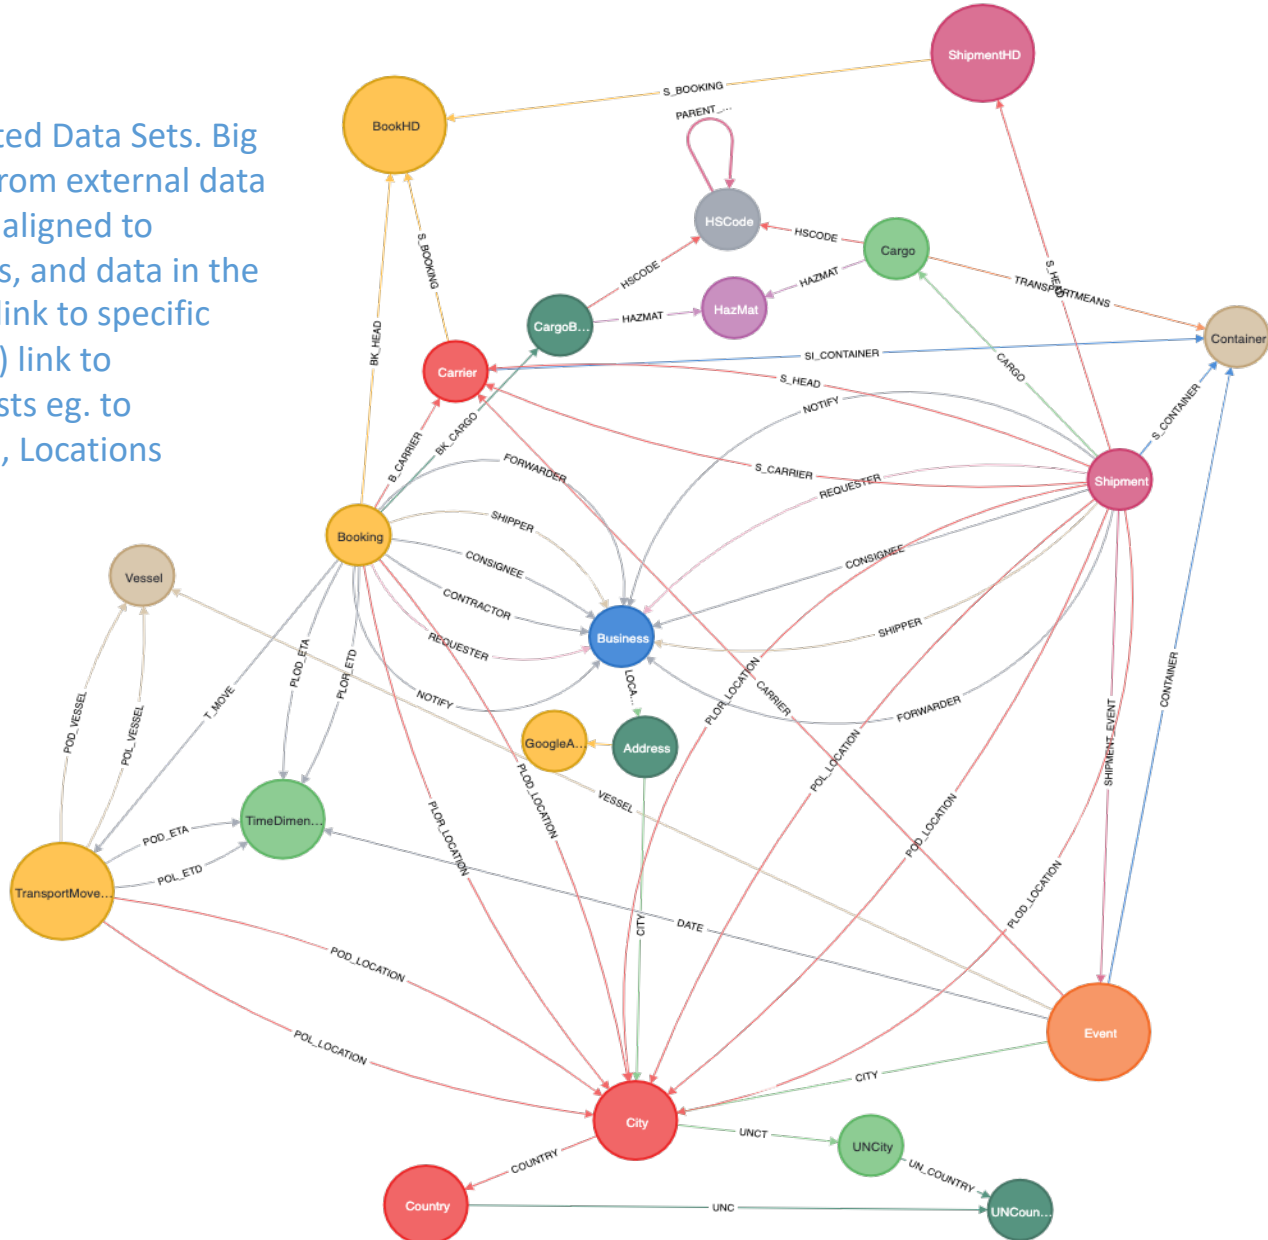 ShipmentHD
S_BOOKING
PARENT_...
BookHD
ted Data Sets. Big
rom external data
aligned to
s, and data in the
link to specific
) link to
sts eg. to
, Locations
HSCode
HSCODE
Cargo
S_BOOKING
HSCODE
HAZMAT
TRANSPORTMEANS
S_HEAD
HazMat
HAZMAT
CargoB...
Container
BK_HEAD
SI_CONTAINER
Carrier
S_HEAD
CARGO
NOTIFY
S_CONTAINER
BK_CARGO
B_CARRIER
FORWARDER
S_CARRIER
REQUESTER
Shipment
SHIPPER
Booking
CONSIGNEE
CONSIGNEE
Vessel
CONTRACTOR
Business
SHIPPER
REQUESTER
PLOD_ETA
PLOR_ETD
LOCA...
PLOR_LOCATION
CARRIER
CONTAINER
T_MOVE
NOTIFY
FORWARDER
POD_VESSEL
POL_VESSEL
GoogleA...
Address
POL_LOCATION
SHIPMENT_EVENT
PLOD_LOCATION
VESSEL
TimeDimen...
POD_ETA
PLOR_LOCATION
POD_LOCATION
POL_ETD
TransportMove...
PLOD_LOCATION
CITY
DATE
POD_LOCATION
POL_LOCATION
Event
CITY
City
UNCT
UNCity
COUNTRY
UN_COUNTRY
Country
UNC
UNCoun...